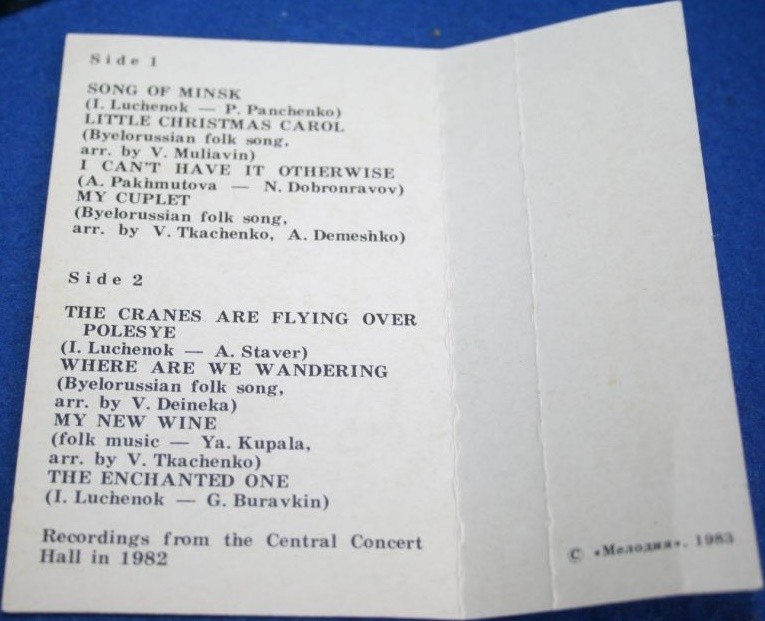 Side 1
SONG OF MINSK
(I. Luchenok — P. Panchenko)
LITTLE CHRISTMAS CAROL
(Byelorussian folk song,
arr. by V. Muliavin)
I CAN'T HAVE IT OTHERWISE
(A. Pakhmutova — N. Dobronravov)
MY CUPLET
(Byelorussian folk song,
arr. by V. Tkachenko, A. Demeshko)
Side 2
THE CRANES ARE FLYING OVER
POLESYE
(I. Luchenok — A. Staver)
WHERE ARE WE WANDERING
(Byelorussian folk song,
arr. by V. Deineka)
MY NEW WINE
(folk music — Ya. Kupala,
arr. by V. Tkachenko)
THE ENCHANTED ONE
(I. Luchenok — G. Buravkin)
Recordings from the Central Concert
Hall in 1982
© «Мелодия», 1983